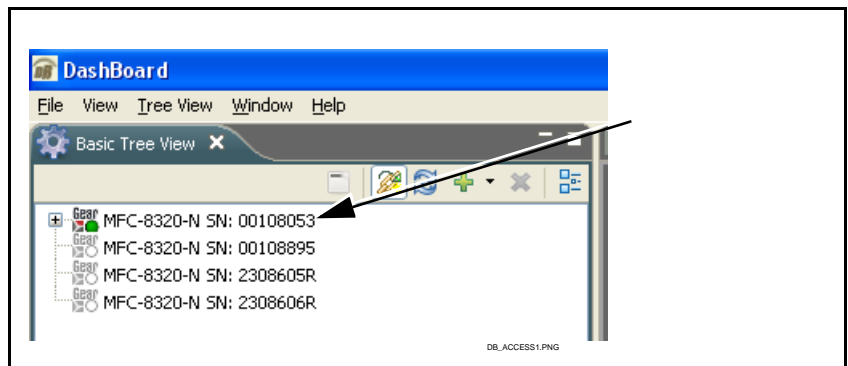 DashBoard
File View Tree View Window Help
Basic Tree View
Gear MFC-8320-N SN: 00108053
Gear MFC-8320-N SN: 00108895
Gear MFC-8320-N SN: 2308605R
Gear MFC-8320-N SN: 2308606R
DB_ACCESS1.PNG